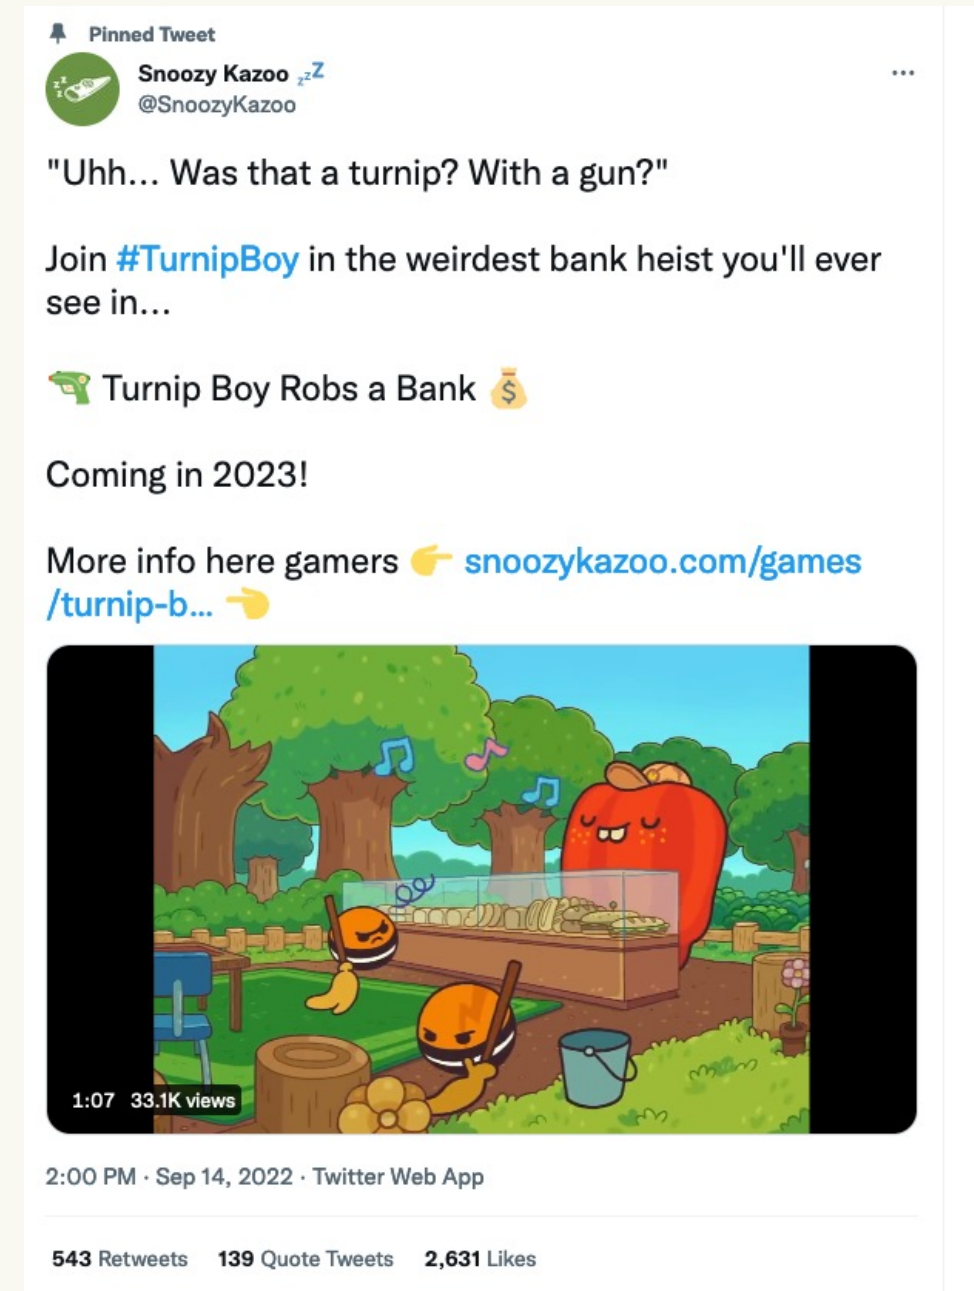 Pinned Tweet
Snoozy Kazoo 💤
@SnoozyKazoo
"Uhh... Was that a turnip? With a gun?"
Join #TurnipBoy in the weirdest bank heist you'll ever
see in...
🔫 Turnip Boy Robs a Bank 💰
Coming in 2023!
More info here gamers 👉 snoozykazoo.com/games
/turnip-b... 👈
1:07 33.1K views
2:00 PM · Sep 14, 2022 · Twitter Web App
543 Retweets 139 Quote Tweets 2,631 Likes